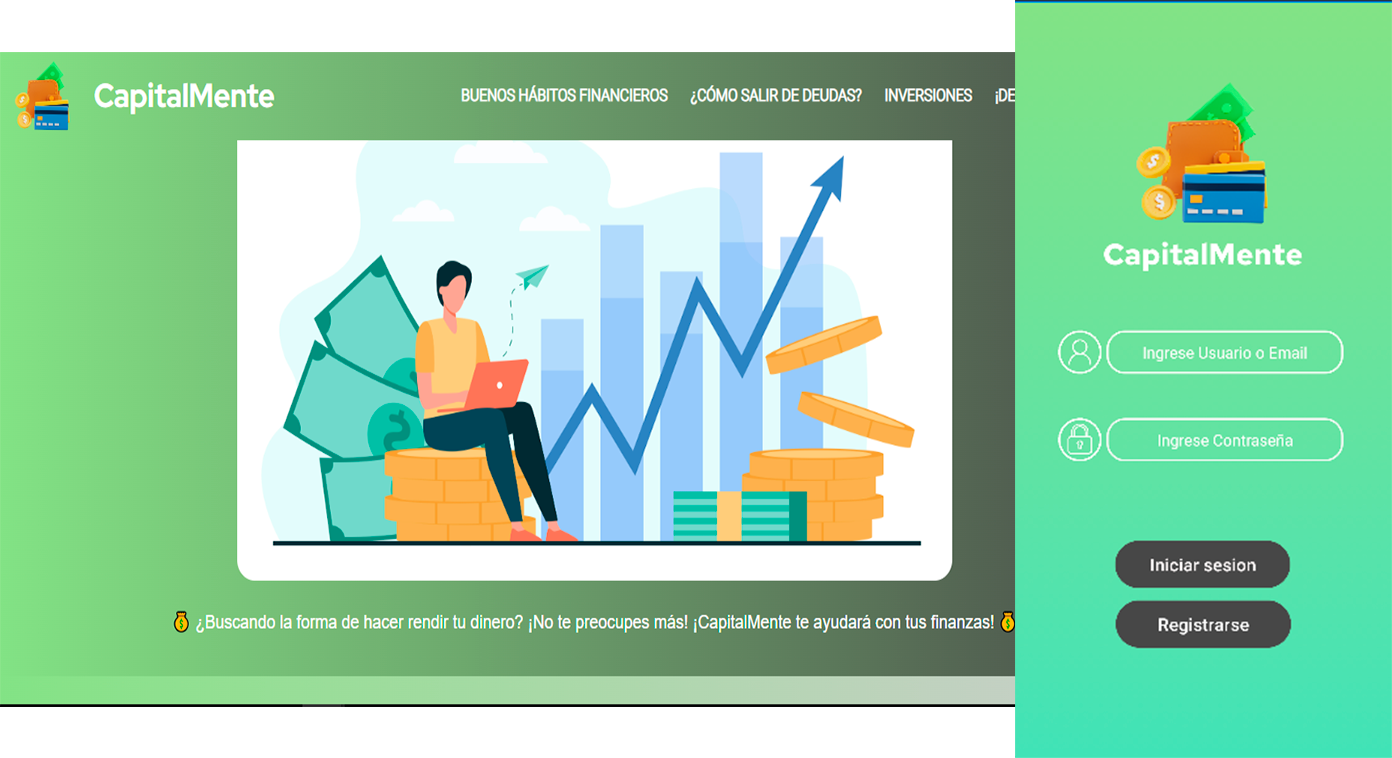 CapitalMente
BUENOS HÁBITOS FINANCIEROS ¿CÓMO SALIR DE DEUDAS? INVERSIONES ¡DE
¿Buscando la forma de hacer rendir tu dinero? ¡No te preocupes más! ¡CapitalMente te ayudará con tus finanzas!
CapitalMente
Ingrese Usuario o Email
Ingrese Contraseña
Iniciar sesion
Registrarse